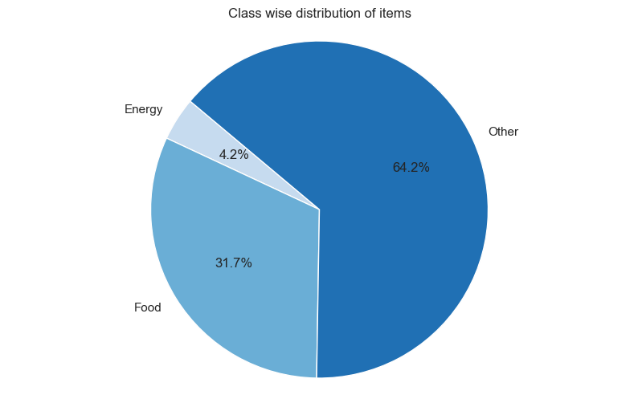 Class wise distribution of items
Energy
Other
4.2%
64.2%
31.7%
Food